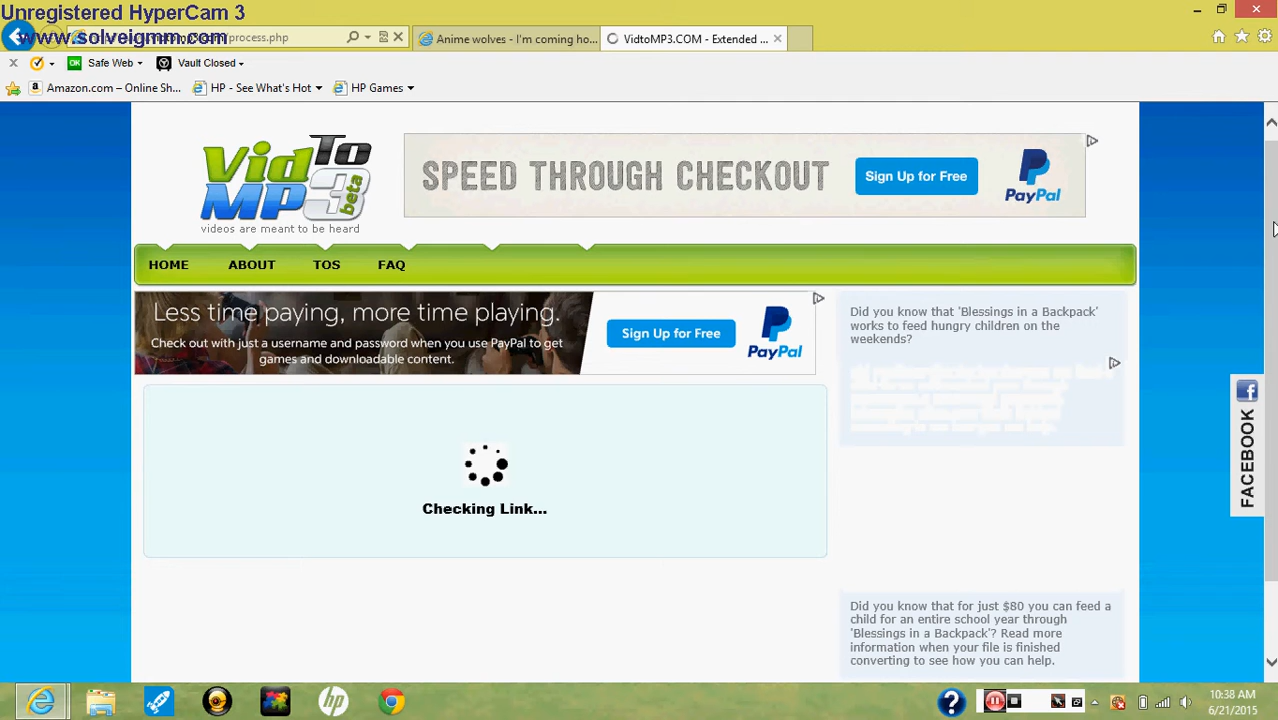 Unregistered HyperCam 3
www.solveigmm.com
process.php
Anime wolves - I'm coming ho...
VidtoMP3.COM - Extended ...
Safe Web
Vault Closed
Amazon.com – Online Sh...
HP - See What's Hot
HP Games
VidTo
MP3
beta
videos are meant to be heard
SPEED THROUGH CHECKOUT
Sign Up for Free
PayPal
HOME
ABOUT
TOS
FAQ
Less time paying, more time playing.
Check out with just a username and password when you use PayPal to get
games and downloadable content.
Sign Up for Free
PayPal
Did you know that 'Blessings in a Backpack'
works to feed hungry children on the
weekends?
Checking Link...
FACEBOOK
Did you know that for just $80 you can feed a
child for an entire school year through
'Blessings in a Backpack'? Read more
information when your file is finished
converting to see how you can help.
hp
10:38 AM
6/21/2015